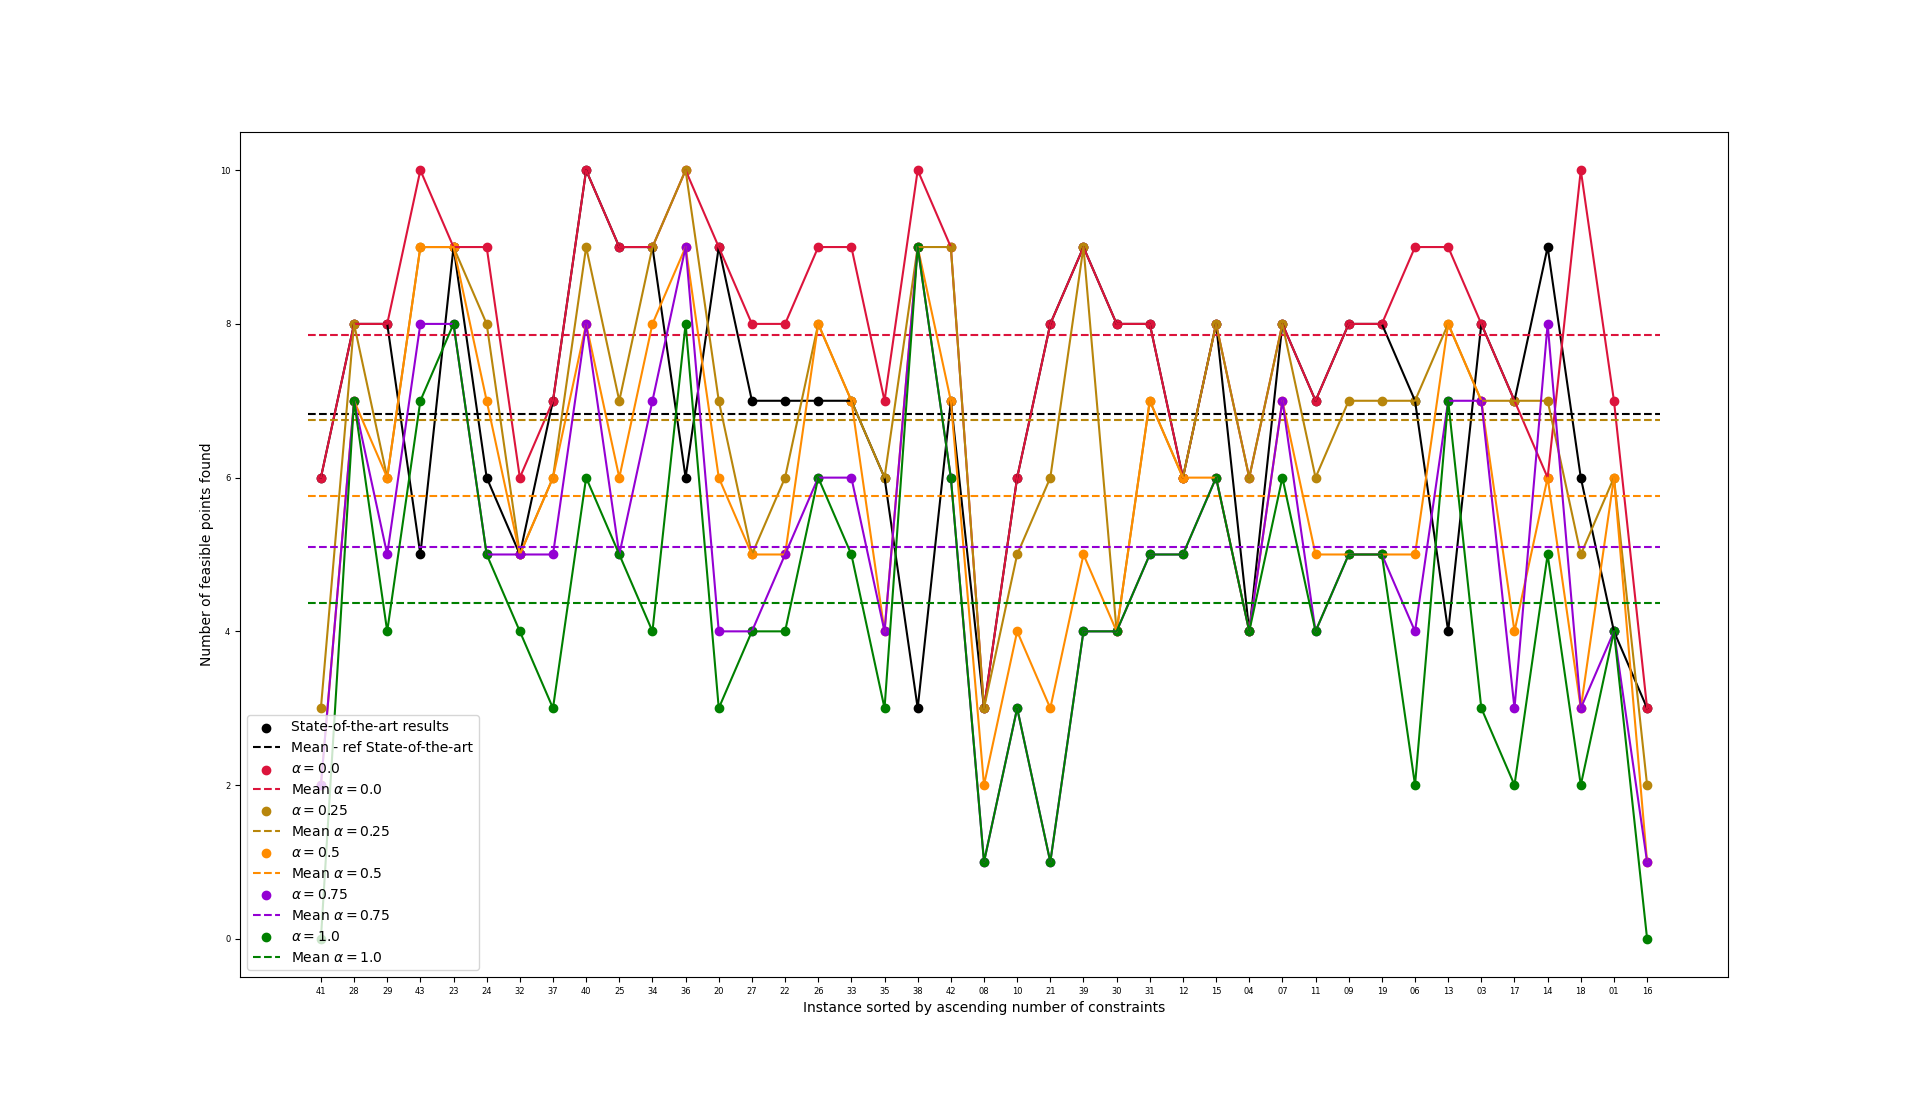 10
8
6
4
2
0
Number of feasible points found
State-of-the-art results
Mean - ref State-of-the-art
α = 0.0
Mean α = 0.0
α = 0.25
Mean α = 0.25
α = 0.5
Mean α = 0.5
α = 0.75
Mean α = 0.75
α = 1.0
Mean α = 1.0
41 28 29 43 23 24 32 37 40 25 34 36 20 27 22 26 33 35 38 42 08 10 21 39 30 31 12 15 04 07 11 09 19 06 13 03 17 14 18 01 16
Instance sorted by ascending number of constraints